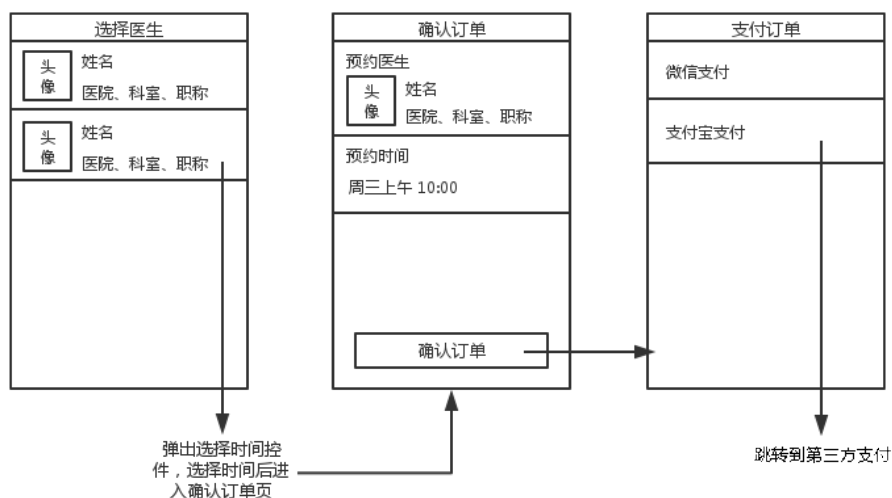 选择医生
头
像
姓名
医院、科室、职称
头
像
姓名
医院、科室、职称
弹出选择时间控
件，选择时间后进
入确认订单页
确认订单
预约医生
头
像
姓名
医院、科室、职称
预约时间
周三上午 10:00
确认订单
支付订单
微信支付
支付宝支付
跳转到第三方支付